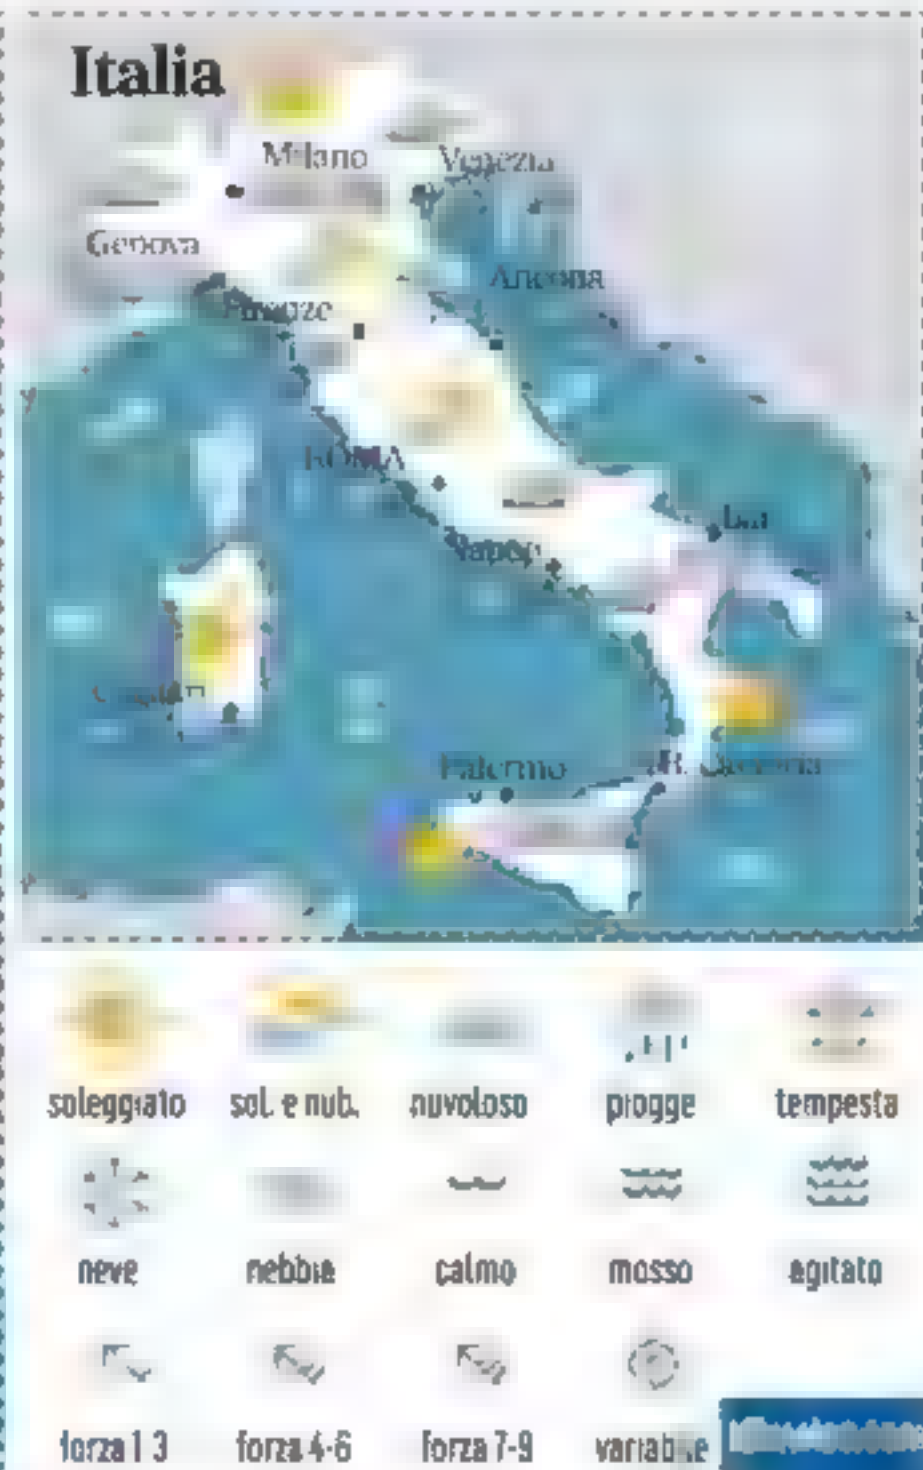 Italia
Milano
Venezia
Genova
Ancona
Firenze
ROMA
Napoli
Palermo
soleggiato
sol. e nub.
nuvoloso
piogge
tempesta
neve
nebbia
calmo
mosso
agitato
forza 1 3
forza 4-6
forza 7-9
variabile